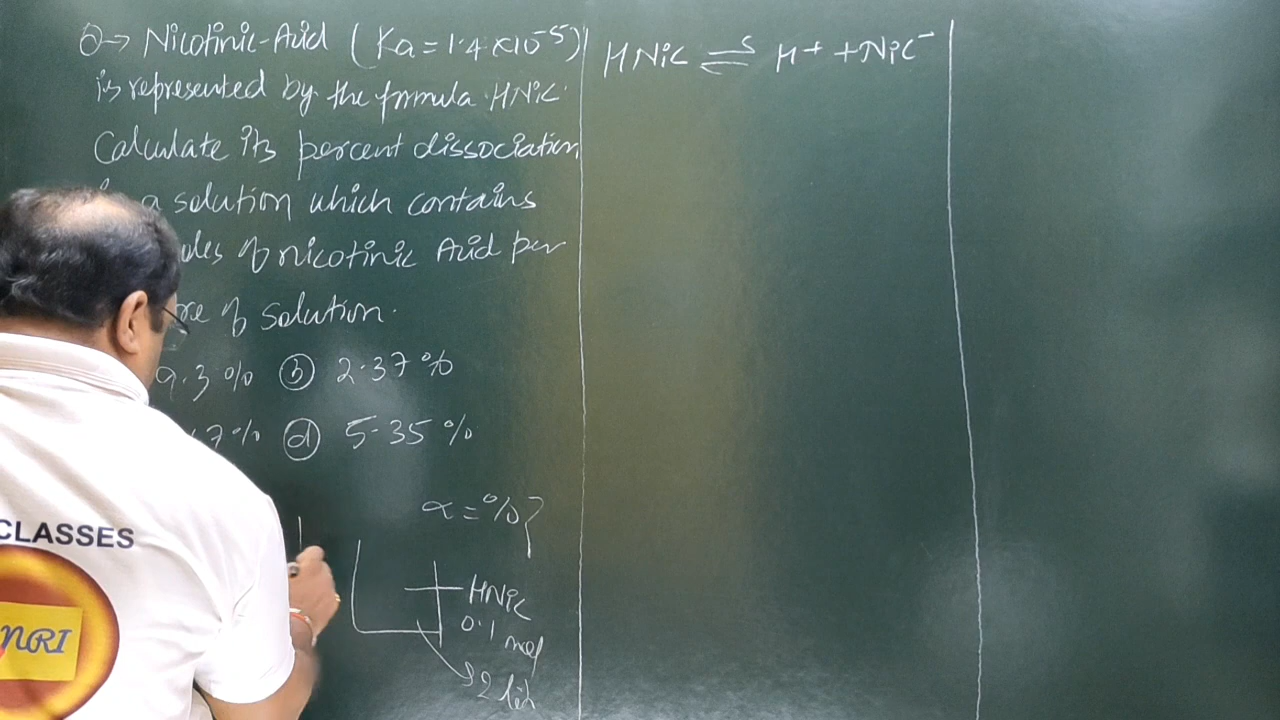 Q→ Nicotinic-Acid (Ka = 1.4 × 10⁻⁵)
is represented by the formula HNiC.
Calculate its percent dissociation
a solution which contains
of nicotinic Acid per
of solution.
9.3% (b) 2.37%
7% (d) 5.35%
α = %?
HNiC
0.1 mol
2 lit
HNiC ⇌ H+ + NiC⁻
CLASSES
NRI